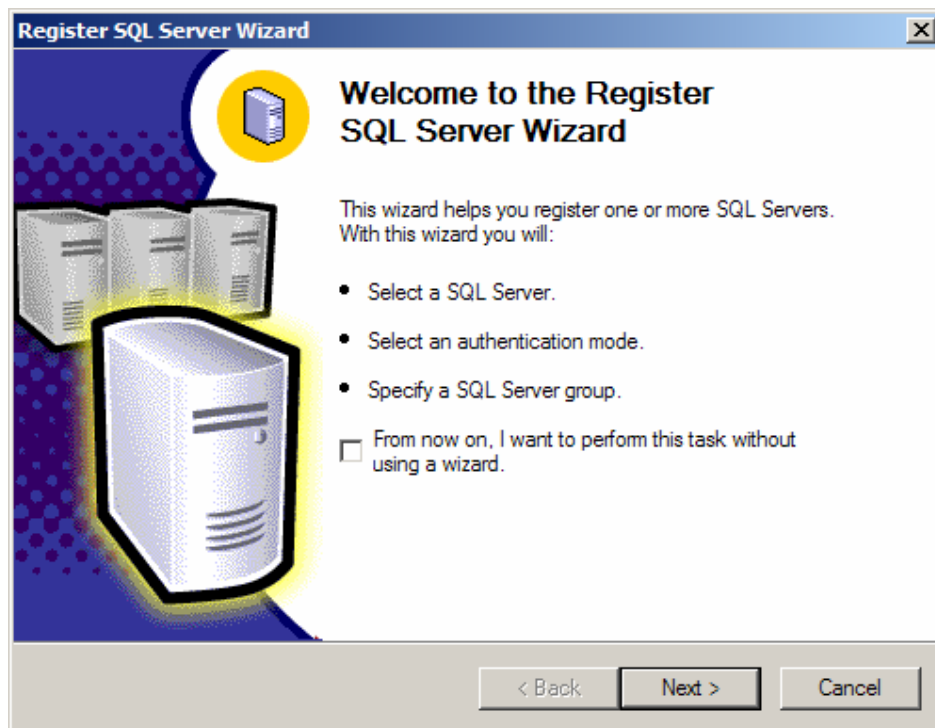 Register SQL Server Wizard
Welcome to the Register
SQL Server Wizard
This wizard helps you register one or more SQL Servers.
With this wizard you will:
• Select a SQL Server.
• Select an authentication mode.
• Specify a SQL Server group.
From now on, I want to perform this task without
using a wizard.
< Back
Next >
Cancel